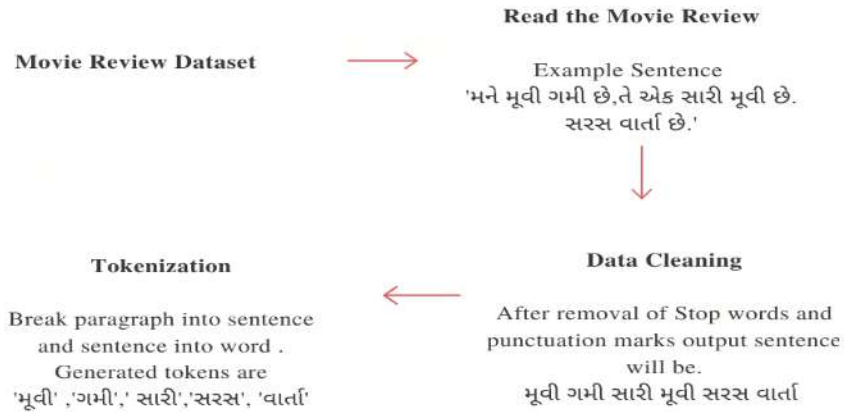 Movie Review Dataset
Read the Movie Review
Example Sentence
'મને મૂવી ગમી છે,તે એક સારી મૂવી છે.
સરસ વાર્તા છે.'
Data Cleaning
After removal of Stop words and
punctuation marks output sentence
will be.
મૂવી ગમી સારી મૂવી સરસ વાર્તા
Tokenization
Break paragraph into sentence
and sentence into word .
Generated tokens are
'મૂવી' ,'ગમી',' સારી','સરસ', 'વાર્તા'